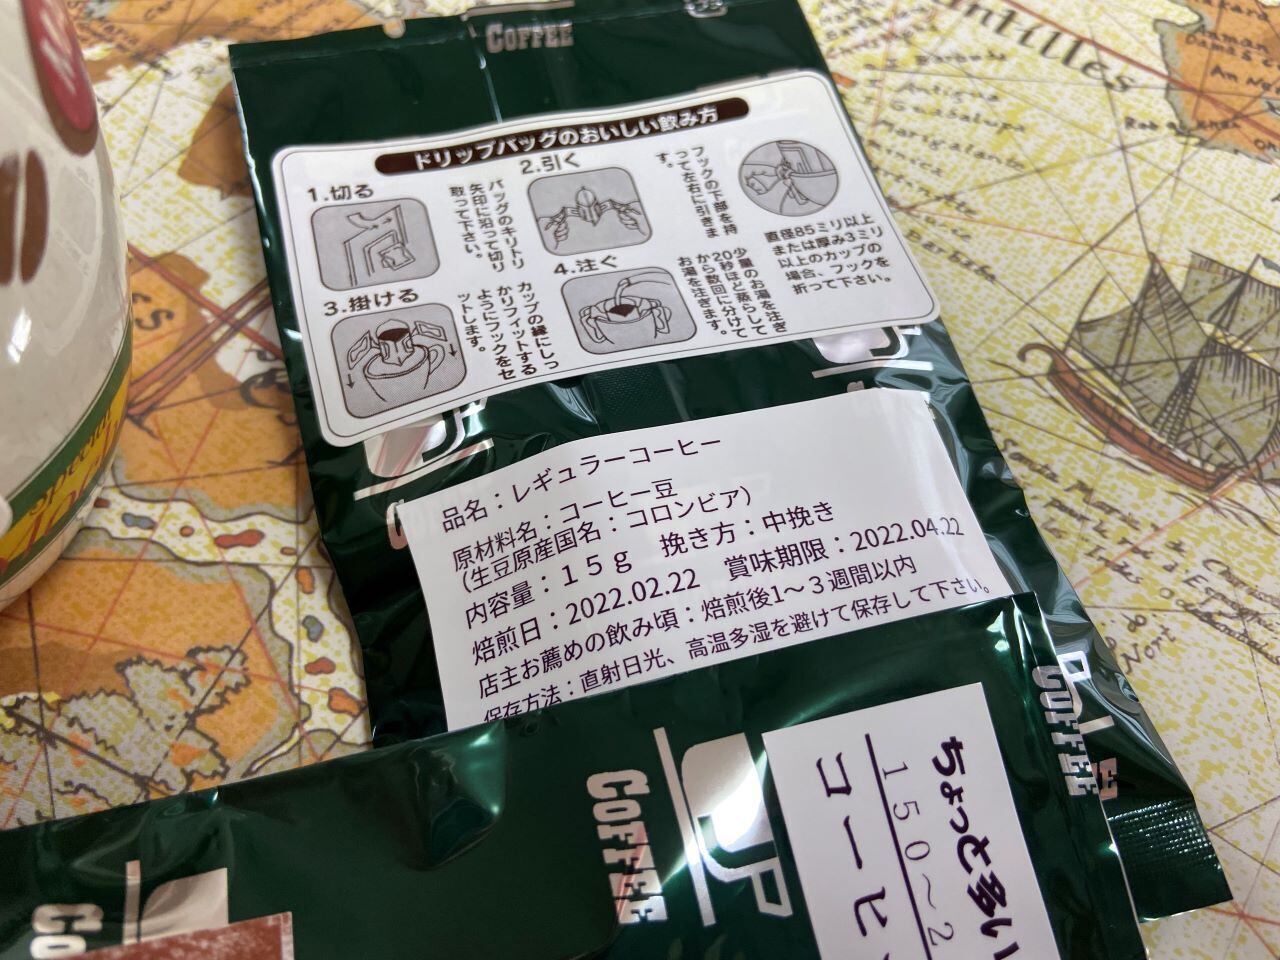 COFFEE
ドリップバッグのおいしい飲み方
1.切る
バッグのキリトリ
矢印に沿って切り
取って下さい。
2.引く
フックの下部を持
って左右に引きま
す。
3.掛ける
カップの縁にしっ
かりフィットする
ようにフックをセ
ットします。
4.注ぐ
少量のお湯を注ぎ
20秒ほど蒸らして
から数回に分けて
お湯を注ぎます。
直径85ミリ以上
または厚み3ミリ
以上のカップの
場合、フックを
折って下さい。
品名：レギュラーコーヒー
原材料名：コーヒー豆
(生豆原産国名：コロンビア)
内容量：１５ｇ 挽き方：中挽き
焙煎日：2022.02.22 賞味期限：2022.04.22
店主お薦めの飲み頃：焙煎後1～３週間以内
保存方法：直射日光、高温多湿を避けて保存して下さい。
COFFEE
COFFEE
UP
ちょっと多い
１５０～２
コーヒ
Co
Special
ntilles